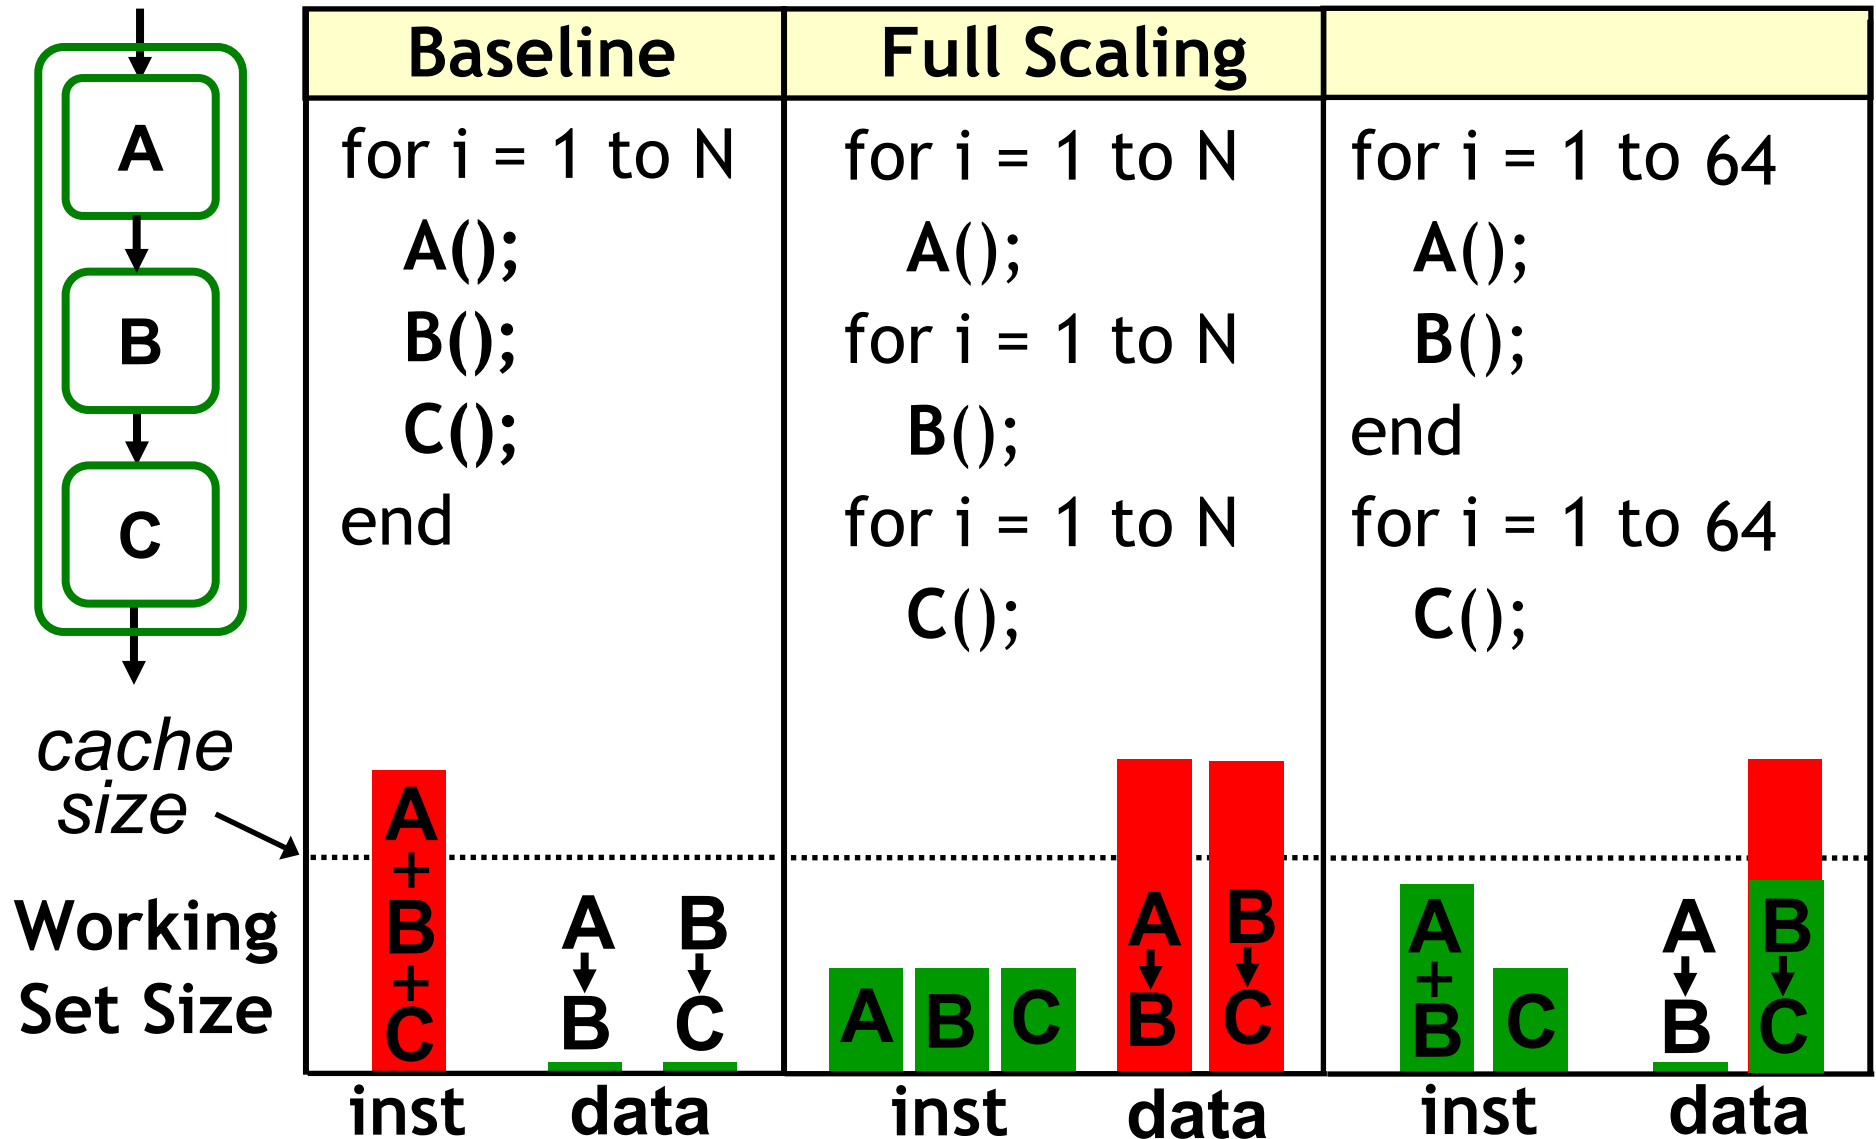 A
B
C
cache
size
Working
Set Size
Baseline
for i = 1 to N
A();
B();
C();
end
A
+
B
+
C
A
B
B
C
inst
data
Full Scaling
for i = 1 to N
A();
for i = 1 to N
B();
for i = 1 to N
C();
A
B
C
A
B
B
C
inst
data
for i = 1 to 64
A();
B();
end
for i = 1 to 64
C();
A
+
B
C
A
B
B
C
inst
data